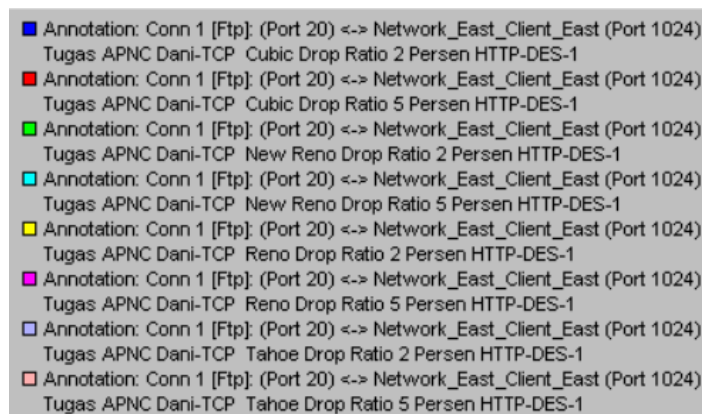 Annotation: Conn 1 [Ftp]: (Port 20) <-> Network_East_Client_East (Port 1024)
Tugas APNC Dani-TCP Cubic Drop Ratio 2 Persen HTTP-DES-1
Annotation: Conn 1 [Ftp]: (Port 20) <-> Network_East_Client_East (Port 1024)
Tugas APNC Dani-TCP Cubic Drop Ratio 5 Persen HTTP-DES-1
Annotation: Conn 1 [Ftp]: (Port 20) <-> Network_East_Client_East (Port 1024)
Tugas APNC Dani-TCP New Reno Drop Ratio 2 Persen HTTP-DES-1
Annotation: Conn 1 [Ftp]: (Port 20) <-> Network_East_Client_East (Port 1024)
Tugas APNC Dani-TCP New Reno Drop Ratio 5 Persen HTTP-DES-1
Annotation: Conn 1 [Ftp]: (Port 20) <-> Network_East_Client_East (Port 1024)
Tugas APNC Dani-TCP Reno Drop Ratio 2 Persen HTTP-DES-1
Annotation: Conn 1 [Ftp]: (Port 20) <-> Network_East_Client_East (Port 1024)
Tugas APNC Dani-TCP Reno Drop Ratio 5 Persen HTTP-DES-1
Annotation: Conn 1 [Ftp]: (Port 20) <-> Network_East_Client_East (Port 1024)
Tugas APNC Dani-TCP Tahoe Drop Ratio 2 Persen HTTP-DES-1
Annotation: Conn 1 [Ftp]: (Port 20) <-> Network_East_Client_East (Port 1024)
Tugas APNC Dani-TCP Tahoe Drop Ratio 5 Persen HTTP-DES-1